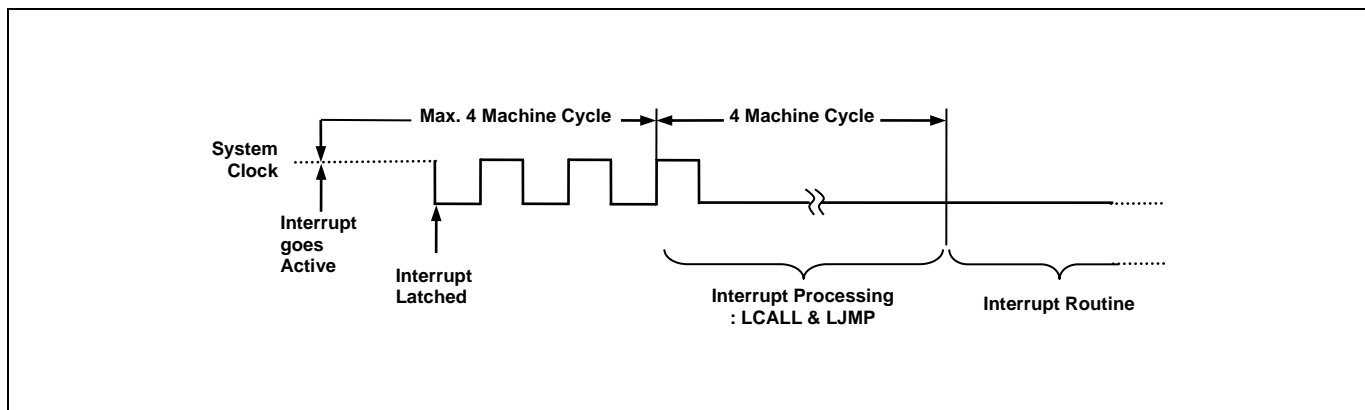 Max. 4 Machine Cycle
4 Machine Cycle
System
Clock
Interrupt
goes
Active
Interrupt
Latched
Interrupt Processing
: LCALL & LJMP
Interrupt Routine